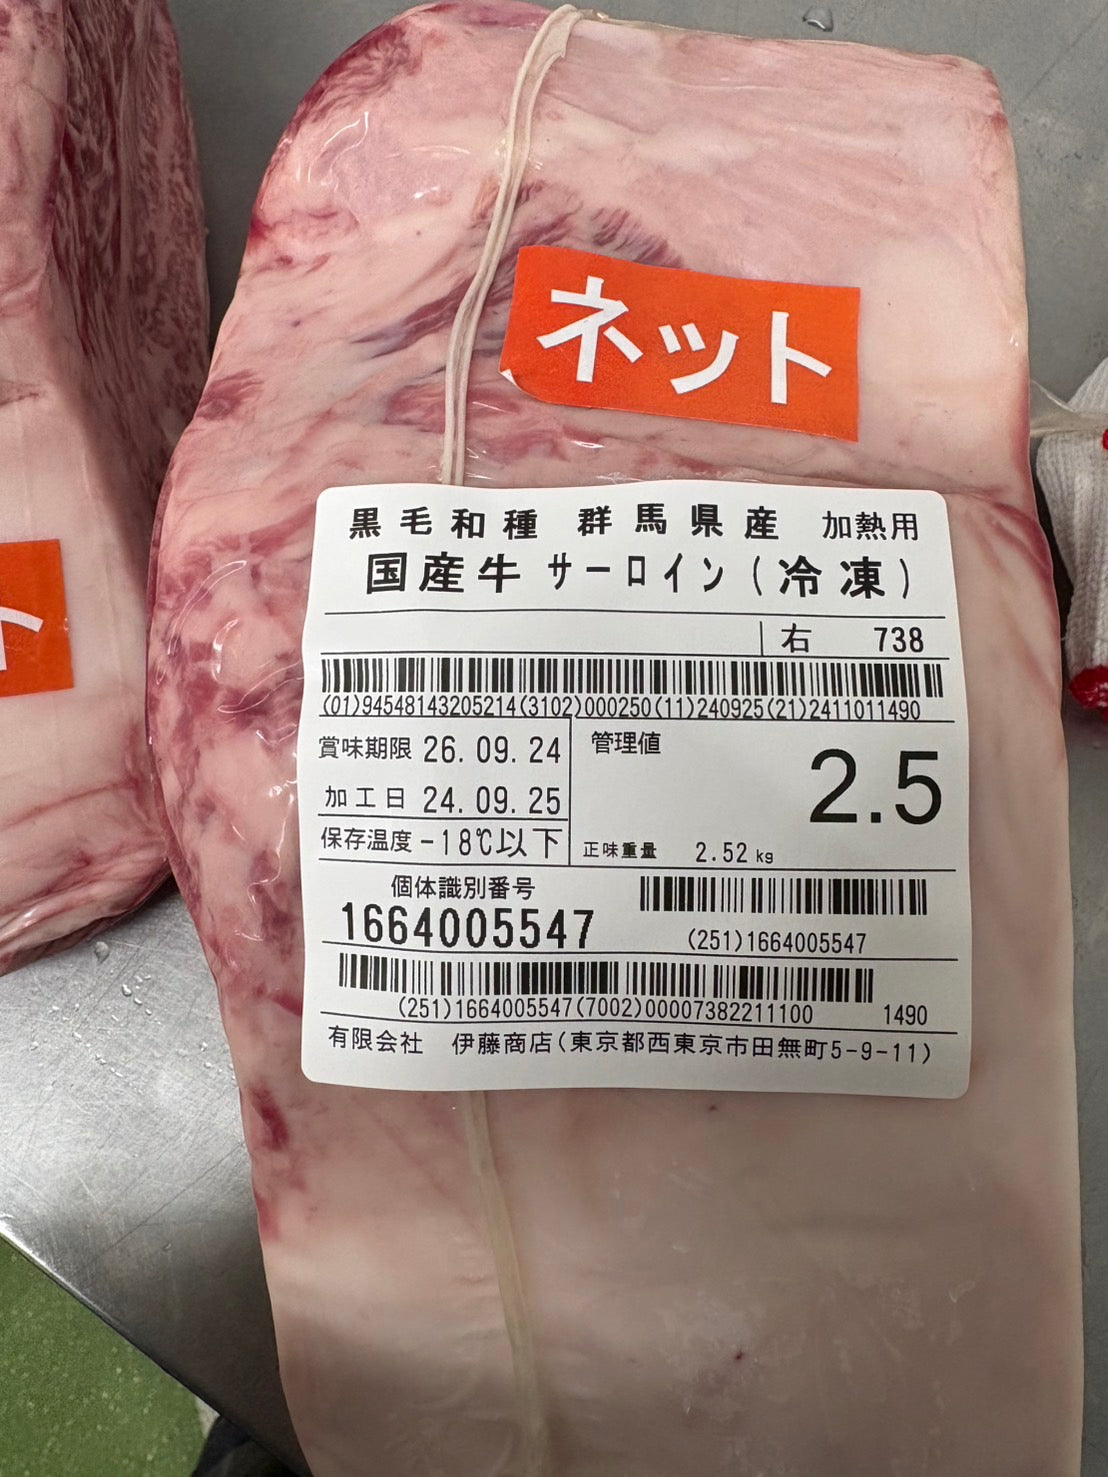 ネット
ト
黒毛和種 群馬県産 加熱用
国産牛 サーロイン(冷凍)
右 738
(01)94548143205214(3102)000250(11)240925(21)2411011490
賞味期限 26.09.24
管理値
2.5
加工日 24.09.25
保存温度 -18℃以下
正味重量 2.52 kg
個体識別番号
1664005547
(251)1664005547
(251)1664005547(7002)00007382211100 1490
有限会社 伊藤商店(東京都西東京市田無町5-9-11)